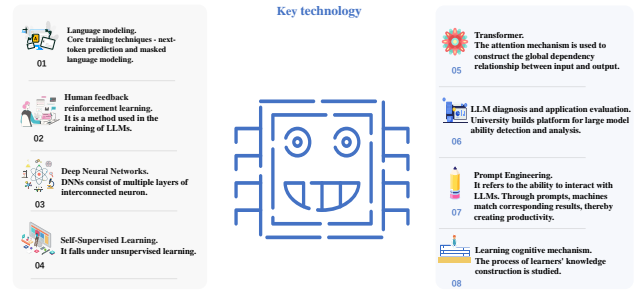 Key technology
Language modeling.
Core training techniques - next-
token prediction and masked
language modeling.
01
Human feedback
reinforcement learning.
It is a method used in the
training of LLMs.
02
Deep Neural Networks.
DNNs consist of multiple layers of
interconnected neuron.
03
Self-Supervised Learning.
It falls under unsupervised learning.
04
Transformer.
The attention mechanism is used to
construct the global dependency
relationship between input and output.
05
LLM diagnosis and application evaluation.
University builds platform for large model
ability detection and analysis.
06
Prompt Engineering.
It refers to the ability to interact with
LLMs. Through prompts, machines
match corresponding results, thereby
creating productivity.
07
Learning cognitive mechanism.
The process of learners' knowledge
construction is studied.
08